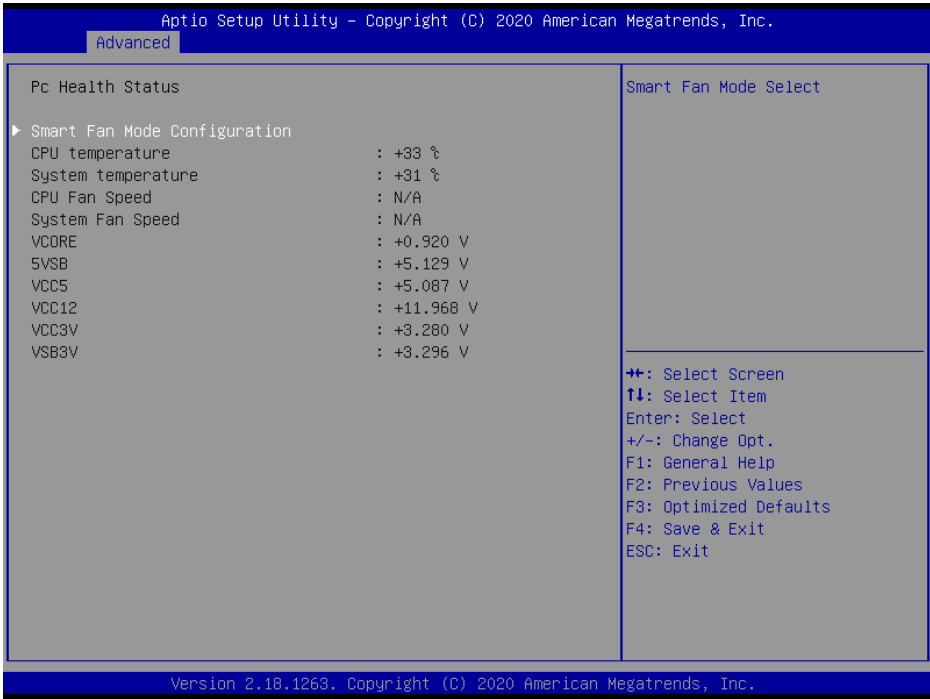 Aptio Setup Utility – Copyright (C) 2020 American Megatrends, Inc.
Advanced
Pc Health Status
Smart Fan Mode Configuration
CPU temperature : +33 ℃
System temperature : +31 ℃
CPU Fan Speed : N/A
System Fan Speed : N/A
VCORE : +0.920 V
5VSB : +5.129 V
VCC5 : +5.087 V
VCC12 : +11.968 V
VCC3V : +3.280 V
VSB3V : +3.296 V
Smart Fan Mode Select
→←: Select Screen
↑↓: Select Item
Enter: Select
+/-: Change Opt.
F1: General Help
F2: Previous Values
F3: Optimized Defaults
F4: Save & Exit
ESC: Exit
Version 2.18.1263. Copyright (C) 2020 American Megatrends, Inc.